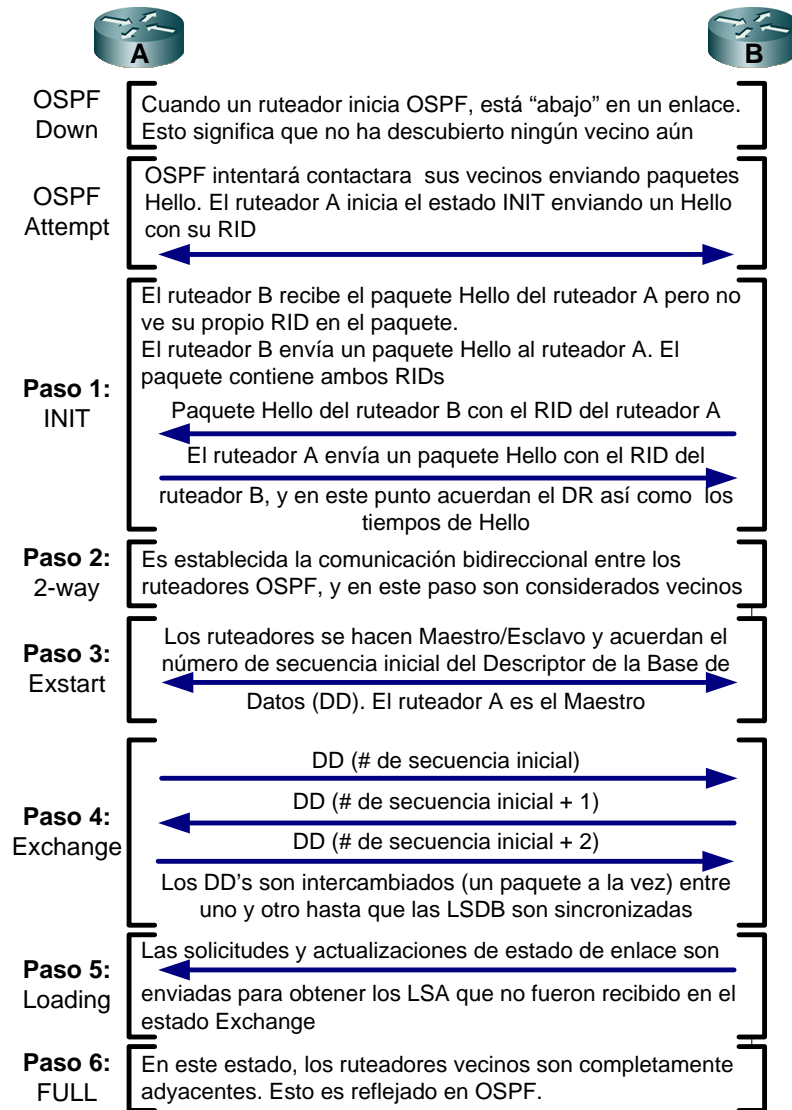 A
B
OSPF
Down
Cuando un ruteador inicia OSPF, está “abajo” en un enlace.
Esto significa que no ha descubierto ningún vecino aún
OSPF
Attempt
OSPF intentará contactara sus vecinos enviando paquetes
Hello. El ruteador A inicia el estado INIT enviando un Hello
con su RID
Paso 1:
INIT
El ruteador B recibe el paquete Hello del ruteador A pero no
ve su propio RID en el paquete.
El ruteador B envía un paquete Hello al ruteador A. El
paquete contiene ambos RIDs
Paquete Hello del ruteador B con el RID del ruteador A
El ruteador A envía un paquete Hello con el RID del
ruteador B, y en este punto acuerdan el DR así como los
tiempos de Hello
Paso 2:
2-way
Es establecida la comunicación bidireccional entre los
ruteadores OSPF, y en este paso son considerados vecinos
Paso 3:
Exstart
Los ruteadores se hacen Maestro/Esclavo y acuerdan el
número de secuencia inicial del Descriptor de la Base de
Datos (DD). El ruteador A es el Maestro
Paso 4:
Exchange
DD (# de secuencia inicial)
DD (# de secuencia inicial + 1)
DD (# de secuencia inicial + 2)
Los DD's son intercambiados (un paquete a la vez) entre
uno y otro hasta que las LSDB son sincronizadas
Paso 5:
Loading
Las solicitudes y actualizaciones de estado de enlace son
enviadas para obtener los LSA que no fueron recibido en el
estado Exchange
Paso 6:
FULL
En este estado, los ruteadores vecinos son completamente
adyacentes. Esto es reflejado en OSPF.